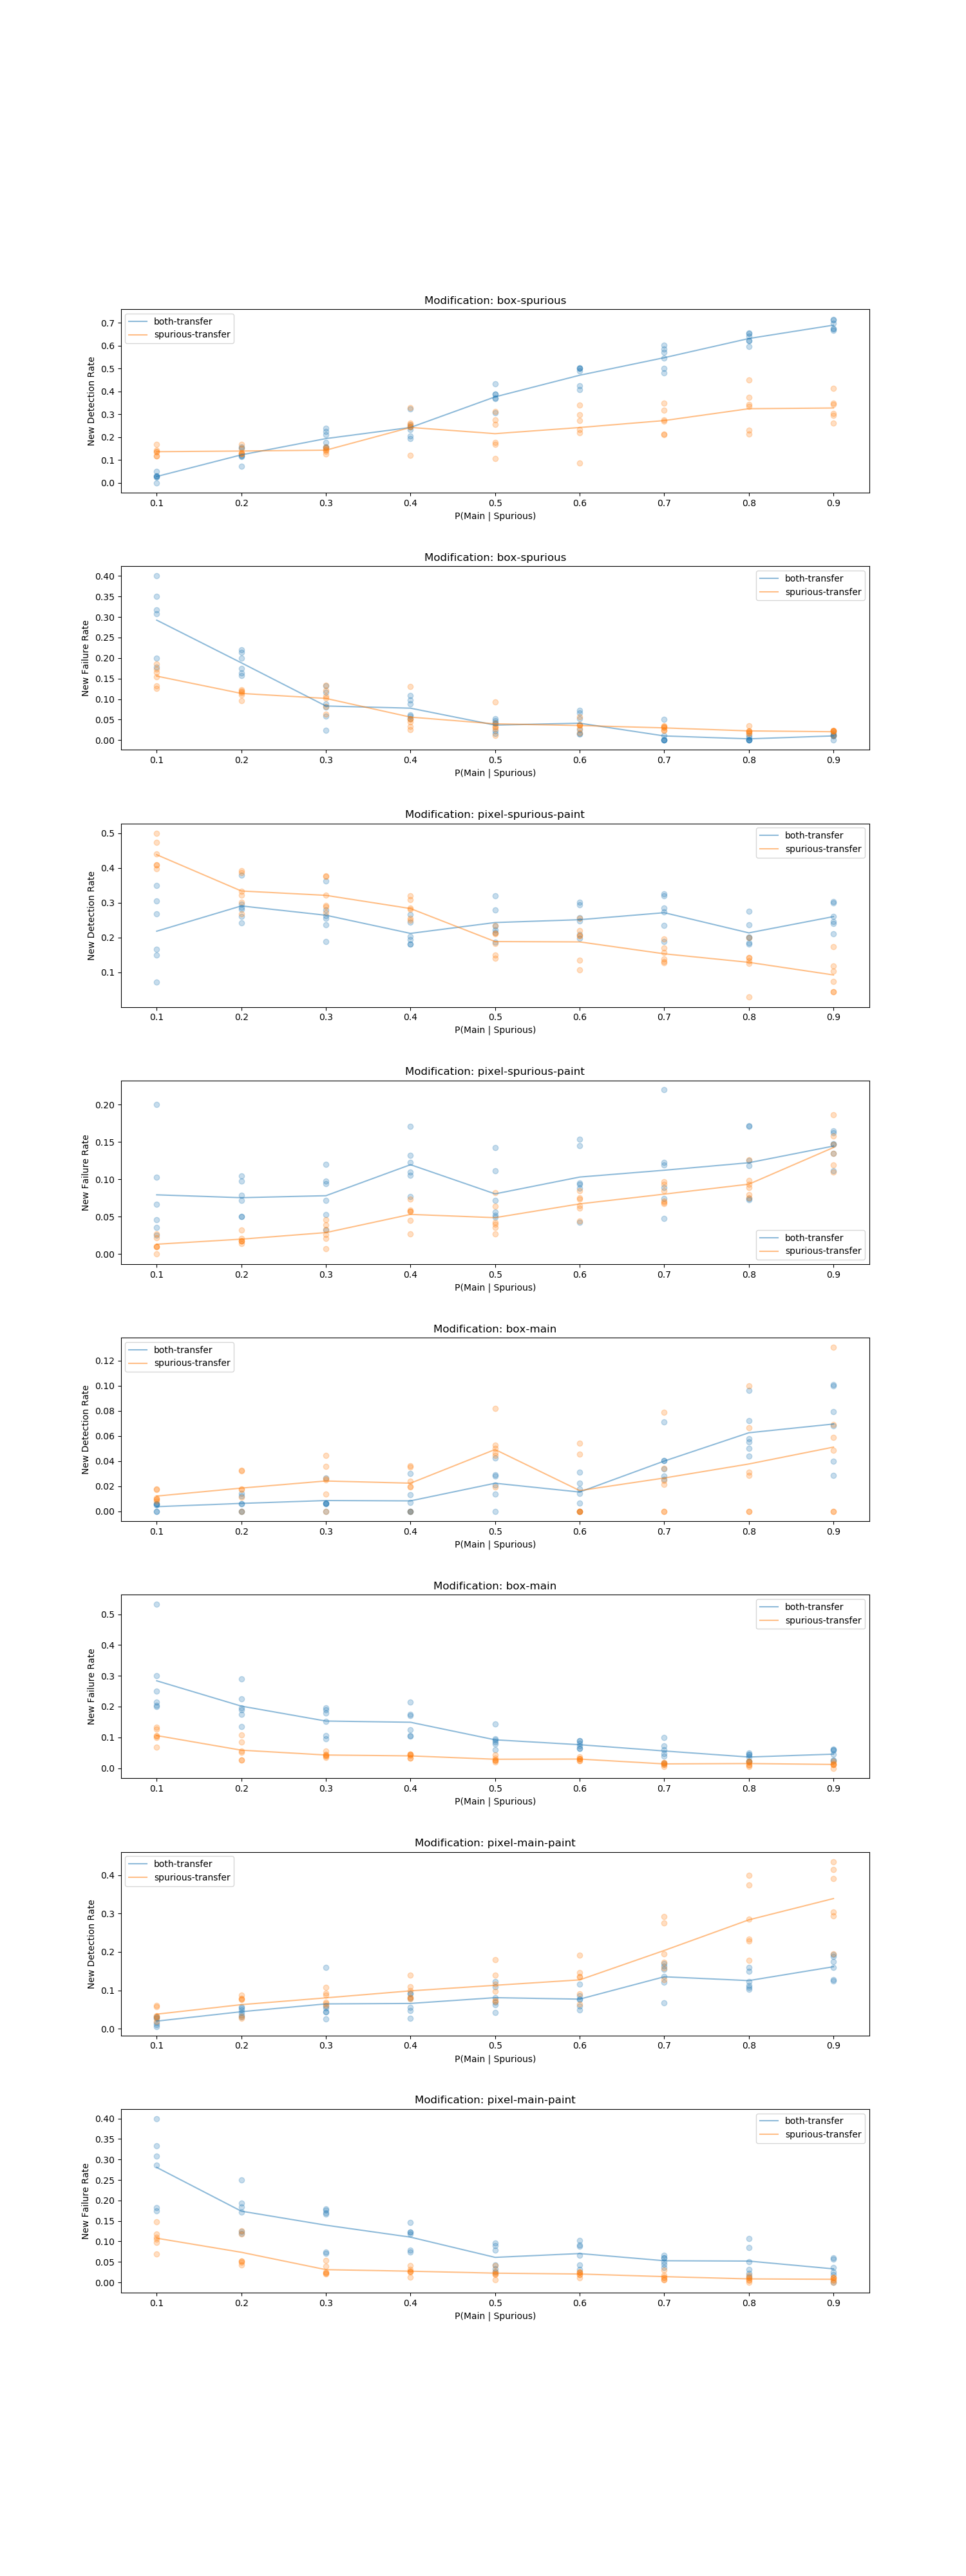 Modification: box-spurious
both-transfer
spurious-transfer
New Detection Rate
0.7
0.6
0.5
0.4
0.3
0.2
0.1
0.0
0.1 0.2 0.3 0.4 0.5 0.6 0.7 0.8 0.9
P(Main | Spurious)
Modification: box-spurious
both-transfer
spurious-transfer
New Failure Rate
0.40
0.35
0.30
0.25
0.20
0.15
0.10
0.05
0.00
0.1 0.2 0.3 0.4 0.5 0.6 0.7 0.8 0.9
P(Main | Spurious)
Modification: pixel-spurious-paint
both-transfer
spurious-transfer
New Detection Rate
0.5
0.4
0.3
0.2
0.1
0.1 0.2 0.3 0.4 0.5 0.6 0.7 0.8 0.9
P(Main | Spurious)
Modification: pixel-spurious-paint
New Failure Rate
0.20
0.15
0.10
0.05
0.00
both-transfer
spurious-transfer
0.1 0.2 0.3 0.4 0.5 0.6 0.7 0.8 0.9
P(Main | Spurious)
Modification: box-main
both-transfer
spurious-transfer
New Detection Rate
0.12
0.10
0.08
0.06
0.04
0.02
0.00
0.1 0.2 0.3 0.4 0.5 0.6 0.7 0.8 0.9
P(Main | Spurious)
Modification: box-main
both-transfer
spurious-transfer
New Failure Rate
0.5
0.4
0.3
0.2
0.1
0.0
0.1 0.2 0.3 0.4 0.5 0.6 0.7 0.8 0.9
P(Main | Spurious)
Modification: pixel-main-paint
both-transfer
spurious-transfer
New Detection Rate
0.4
0.3
0.2
0.1
0.0
0.1 0.2 0.3 0.4 0.5 0.6 0.7 0.8 0.9
P(Main | Spurious)
Modification: pixel-main-paint
both-transfer
spurious-transfer
New Failure Rate
0.40
0.35
0.30
0.25
0.20
0.15
0.10
0.05
0.00
0.1 0.2 0.3 0.4 0.5 0.6 0.7 0.8 0.9
P(Main | Spurious)